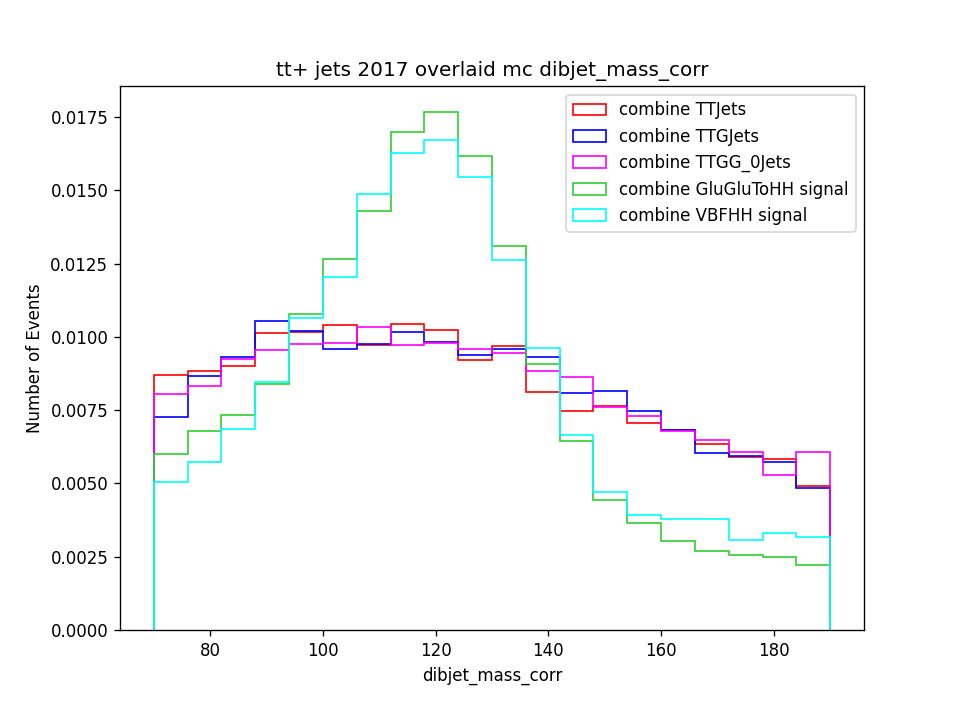 tt+ jets 2017 overlaid mc dibjet_mass_corr
combine TTJets
combine TTGJets
combine TTGG_0Jets
combine GluGluToHH signal
combine VBFHH signal
Number of Events
0.0175
0.0150
0.0125
0.0100
0.0075
0.0050
0.0025
0.0000
80 100 120 140 160 180
dibjet_mass_corr